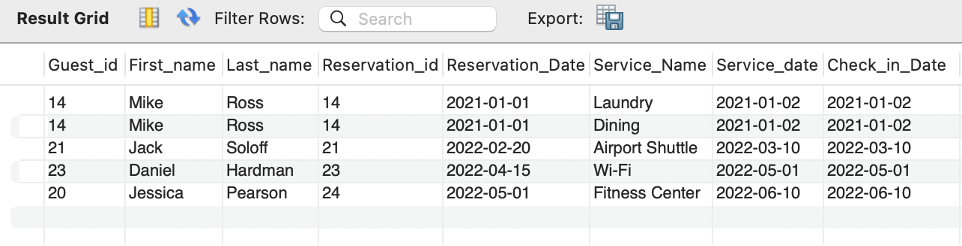 Result Grid Filter Rows: Search Export:
Guest_id First_name Last_name Reservation_id Reservation_Date Service_Name Service_date Check_in_Date
14 Mike Ross 14 2021-01-01 Laundry 2021-01-02 2021-01-02
14 Mike Ross 14 2021-01-01 Dining 2021-01-02 2021-01-02
21 Jack Soloff 21 2022-02-20 Airport Shuttle 2022-03-10 2022-03-10
23 Daniel Hardman 23 2022-04-15 Wi-Fi 2022-05-01 2022-05-01
20 Jessica Pearson 24 2022-05-01 Fitness Center 2022-06-10 2022-06-10